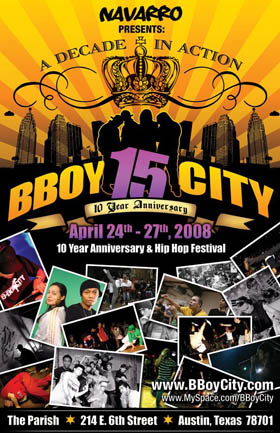 NAVARRO
PRESENTS:
A DECADE IN ACTION
BBOY 15 CITY
10 Year Anniversary
April 24th - 27th, 2008
10 Year Anniversary & Hip Hop Festival
www.BBoyCity.com
www.MySpace.com/BBoyCity
The Parish ✶ 214 E. 6th Street ✶ Austin, Texas 78701